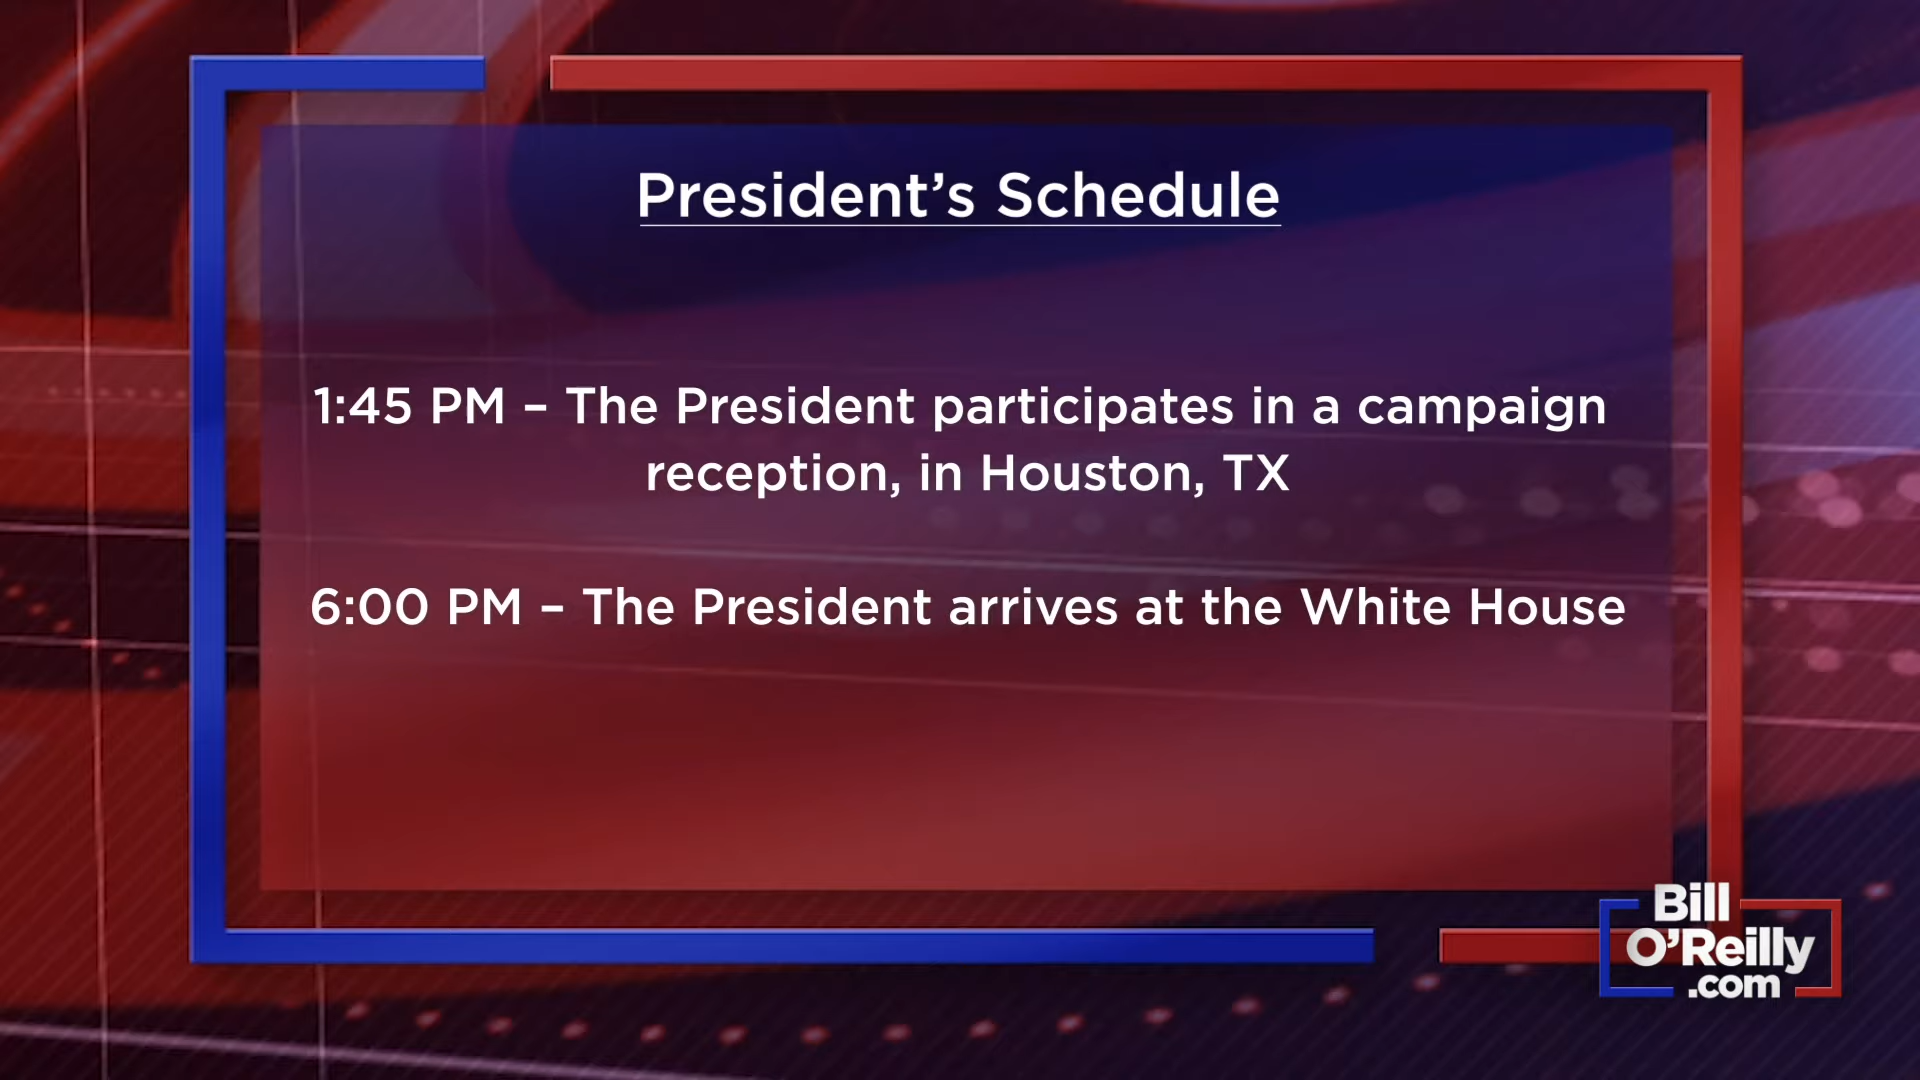 President’s Schedule
1:45 PM – The President participates in a campaign
reception, in Houston, TX
6:00 PM – The President arrives at the White House
Bill
O’Reilly
.com